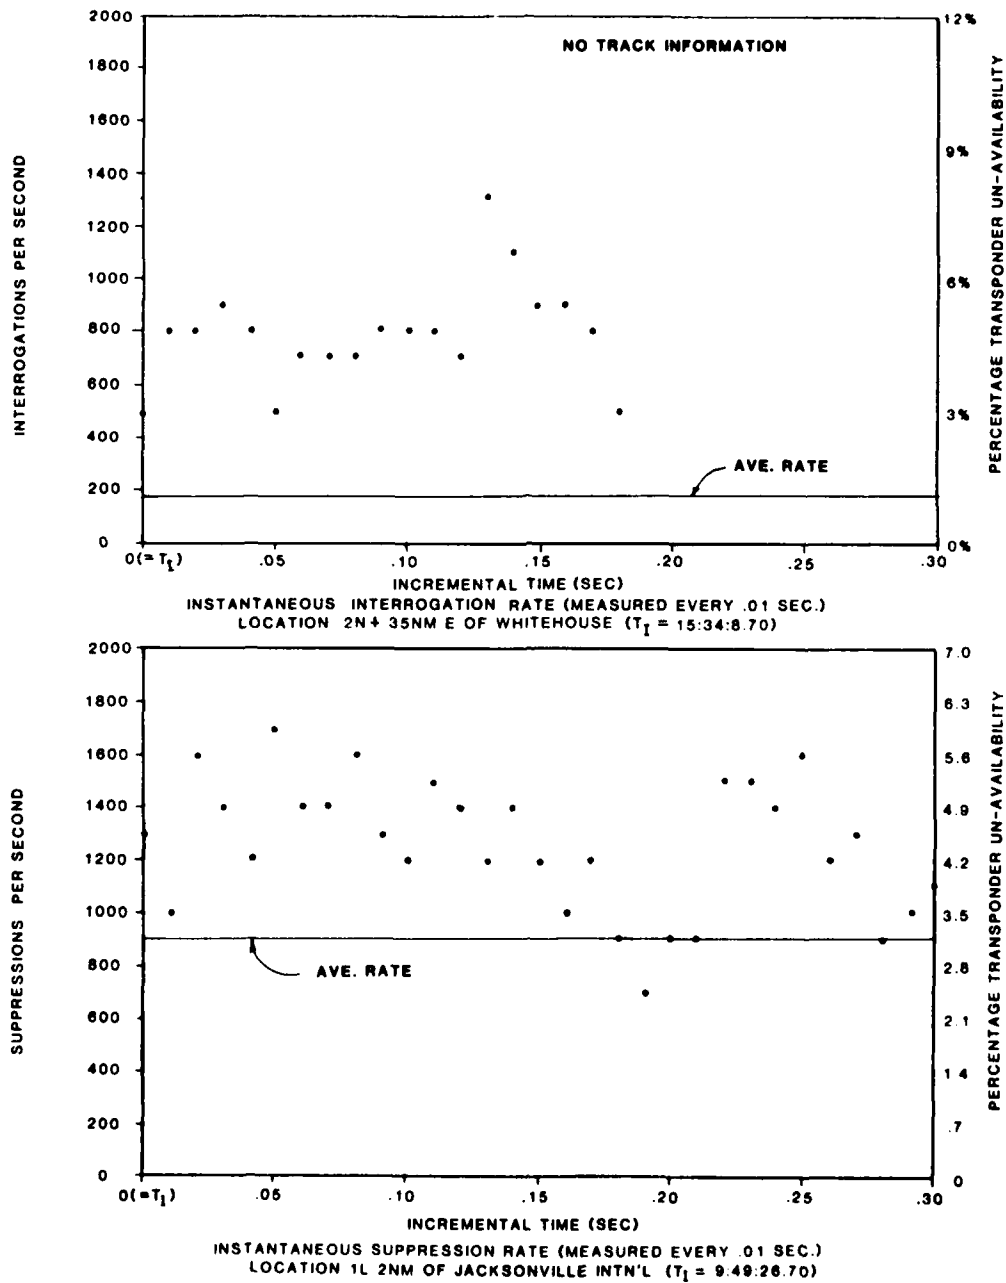 INTERROGATIONS PER SECOND
2000
1800
1600
1400
1200
1000
800
600
400
200
0
NO TRACK INFORMATION
AVE. RATE
12%
9%
6%
3%
0%
PERCENTAGE TRANSPONDER UN-AVAILABILITY
0(=T_I) .05 .10 .15 .20 .25 .30
INCREMENTAL TIME (SEC)
INSTANTANEOUS INTERROGATION RATE (MEASURED EVERY .01 SEC.)
LOCATION 2N+ 35NM E OF WHITEHOUSE (T_I = 15:34:8.70)
SUPPRESSIONS PER SECOND
2000
1800
1600
1400
1200
1000
800
600
400
200
0
AVE. RATE
7.0
6.3
5.6
4.9
4.2
3.5
2.8
2.1
1.4
.7
0
PERCENTAGE TRANSPONDER UN-AVAILABILITY
0(=T_I) .05 .10 .15 .20 .25 .30
INCREMENTAL TIME (SEC)
INSTANTANEOUS SUPPRESSION RATE (MEASURED EVERY .01 SEC.)
LOCATION 1L 2NM OF JACKSONVILLE INTN'L (T_I = 9:49:26.70)